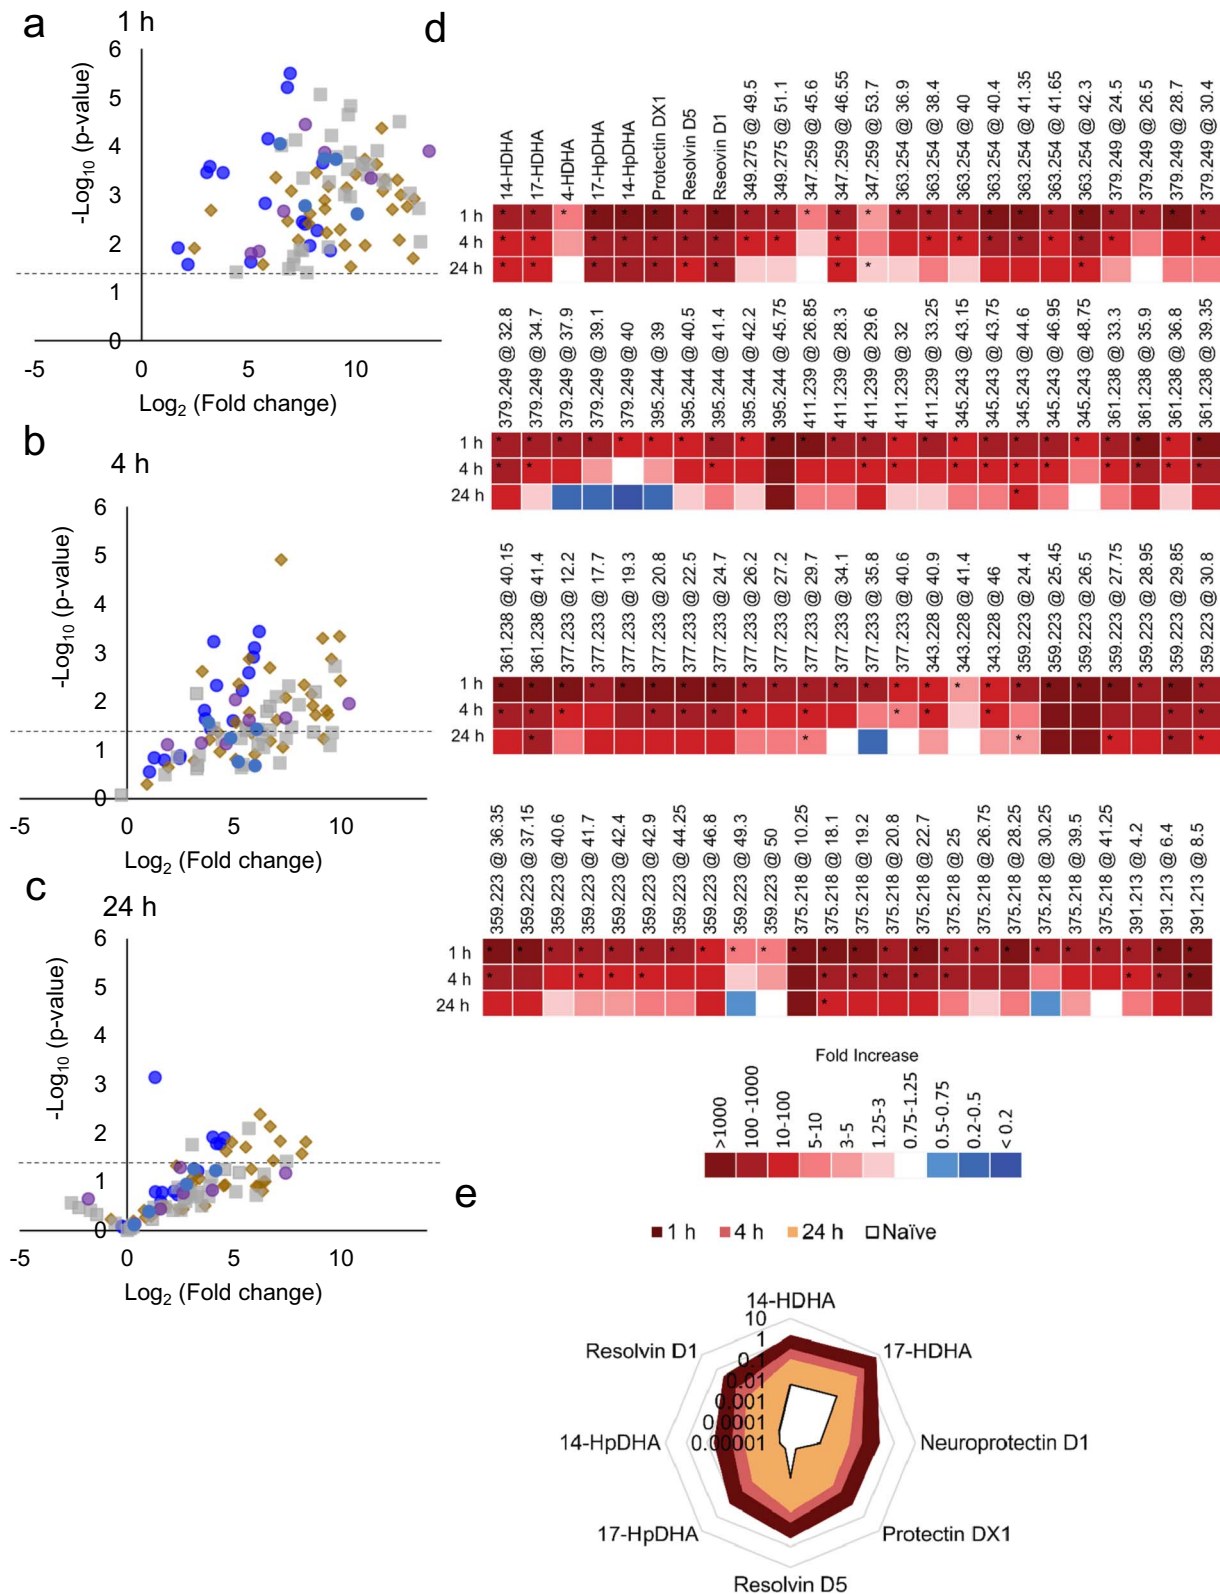 a
1 h
6
5
4
3
2
1
0
-5
0
5
10
-Log10 (p-value)
Log2 (Fold change)
b
4 h
6
5
4
3
2
1
0
-5
0
5
10
-Log10 (p-value)
Log2 (Fold change)
c
24 h
6
5
4
3
2
1
0
-5
0
5
10
-Log10 (p-value)
Log2 (Fold change)
d
14-HDHA
17-HDHA
4-HDHA
17-HpDHA
14-HpDHA
Protectin DX1
Resolvin D5
Rseolvin D1
349.275 @ 49.5
349.275 @ 51.1
347.259 @ 45.6
347.259 @ 46.55
347.259 @ 53.7
363.254 @ 36.9
363.254 @ 38.4
363.254 @ 40
363.254 @ 40.4
363.254 @ 41.35
363.254 @ 41.65
363.254 @ 42.3
379.249 @ 24.5
379.249 @ 26.5
379.249 @ 28.7
379.249 @ 30.4
1 h
4 h
24 h
379.249 @ 32.8
379.249 @ 34.7
379.249 @ 37.9
379.249 @ 39.1
379.249 @ 40
395.244 @ 39
395.244 @ 40.5
395.244 @ 41.4
395.244 @ 42.2
395.244 @ 45.75
411.239 @ 26.85
411.239 @ 28.3
411.239 @ 29.6
411.239 @ 32
411.239 @ 33.25
345.243 @ 43.15
345.243 @ 43.75
345.243 @ 44.6
345.243 @ 46.95
345.243 @ 48.75
361.238 @ 33.3
361.238 @ 35.9
361.238 @ 36.8
361.238 @ 39.35
1 h
4 h
24 h
361.238 @ 40.15
361.238 @ 41.4
377.233 @ 12.2
377.233 @ 17.7
377.233 @ 19.3
377.233 @ 20.8
377.233 @ 22.5
377.233 @ 24.7
377.233 @ 26.2
377.233 @ 27.2
377.233 @ 29.7
377.233 @ 34.1
377.233 @ 35.8
377.233 @ 40.6
343.228 @ 40.9
343.228 @ 41.4
343.228 @ 46
359.223 @ 24.4
359.223 @ 25.45
359.223 @ 26.5
359.223 @ 27.75
359.223 @ 28.95
359.223 @ 29.85
359.223 @ 30.8
1 h
4 h
24 h
359.223 @ 36.35
359.223 @ 37.15
359.223 @ 40.6
359.223 @ 41.7
359.223 @ 42.4
359.223 @ 42.9
359.223 @ 44.25
359.223 @ 46.8
359.223 @ 49.3
359.223 @ 50
375.218 @ 10.25
375.218 @ 18.1
375.218 @ 19.2
375.218 @ 20.8
375.218 @ 22.7
375.218 @ 25
375.218 @ 26.75
375.218 @ 28.25
375.218 @ 30.25
375.218 @ 39.5
375.218 @ 41.25
391.213 @ 4.2
391.213 @ 6.4
391.213 @ 8.5
1 h
4 h
24 h
Fold Increase
>1000
100 -1000
10-100
5-10
3-5
1.25-3
0.75-1.25
0.5-0.75
0.2-0.5
< 0.2
e
1 h
4 h
24 h
Naïve
14-HDHA
17-HDHA
Neuroprotectin D1
Protectin DX1
Resolvin D5
17-HpDHA
14-HpDHA
Resolvin D1
10
1
0.1
0.01
0.001
0.0001
0.00001